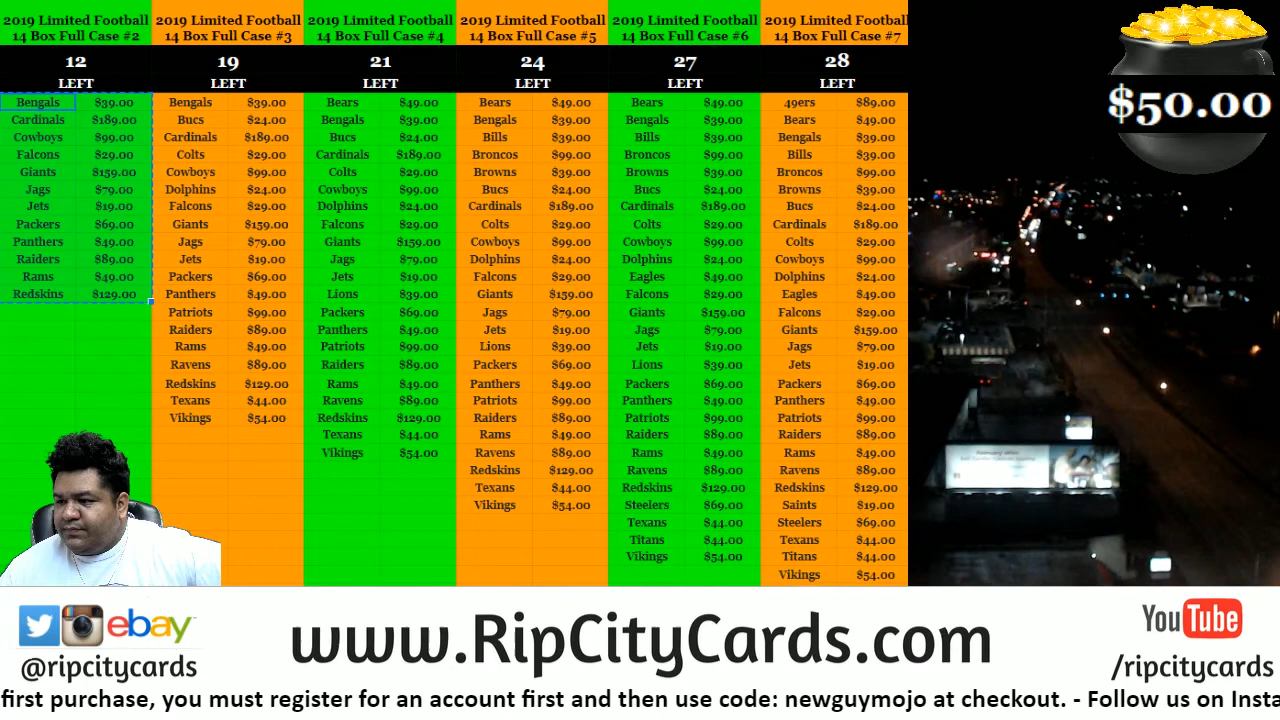 2019 Limited Football
14 Box Full Case #2
12
LEFT
Bengals $39.00
Cardinals $189.00
Cowboys $99.00
Falcons $29.00
Giants $159.00
Jags $79.00
Jets $19.00
Packers $69.00
Panthers $49.00
Raiders $89.00
Rams $49.00
Redskins $129.00
2019 Limited Football
14 Box Full Case #3
19
LEFT
Bengals $39.00
Bucs $24.00
Cardinals $189.00
Colts $29.00
Cowboys $99.00
Dolphins $24.00
Falcons $29.00
Giants $159.00
Jags $79.00
Jets $19.00
Packers $69.00
Panthers $49.00
Patriots $99.00
Raiders $89.00
Rams $49.00
Ravens $89.00
Redskins $129.00
Texans $44.00
Vikings $54.00
2019 Limited Football
14 Box Full Case #4
21
LEFT
Bears $49.00
Bengals $39.00
Bucs $24.00
Cardinals $189.00
Colts $29.00
Cowboys $99.00
Dolphins $24.00
Falcons $29.00
Giants $159.00
Jags $79.00
Jets $19.00
Lions $39.00
Packers $69.00
Panthers $49.00
Patriots $99.00
Raiders $89.00
Rams $49.00
Ravens $89.00
Redskins $129.00
Texans $44.00
Vikings $54.00
2019 Limited Football
14 Box Full Case #5
24
LEFT
Bears $49.00
Bengals $39.00
Bills $39.00
Broncos $99.00
Browns $39.00
Bucs $24.00
Cardinals $189.00
Colts $29.00
Cowboys $99.00
Dolphins $24.00
Falcons $29.00
Giants $159.00
Jags $79.00
Jets $19.00
Lions $39.00
Packers $69.00
Panthers $49.00
Patriots $99.00
Raiders $89.00
Rams $49.00
Ravens $89.00
Redskins $129.00
Texans $44.00
Vikings $54.00
2019 Limited Football
14 Box Full Case #6
27
LEFT
Bears $49.00
Bengals $39.00
Bills $39.00
Broncos $99.00
Browns $39.00
Bucs $24.00
Cardinals $189.00
Colts $29.00
Cowboys $99.00
Dolphins $24.00
Eagles $49.00
Falcons $29.00
Giants $159.00
Jags $79.00
Jets $19.00
Lions $39.00
Packers $69.00
Panthers $49.00
Patriots $99.00
Raiders $89.00
Rams $49.00
Ravens $89.00
Redskins $129.00
Steelers $69.00
Texans $44.00
Titans $44.00
Vikings $54.00
2019 Limited Football
14 Box Full Case #7
28
LEFT
49ers $89.00
Bears $49.00
Bengals $39.00
Bills $39.00
Broncos $99.00
Browns $39.00
Bucs $24.00
Cardinals $189.00
Colts $29.00
Cowboys $99.00
Dolphins $24.00
Eagles $49.00
Falcons $29.00
Giants $159.00
Jags $79.00
Jets $19.00
Packers $69.00
Panthers $49.00
Patriots $99.00
Raiders $89.00
Rams $49.00
Ravens $89.00
Redskins $129.00
Saints $19.00
Steelers $69.00
Texans $44.00
Titans $44.00
Vikings $54.00
$50.00
ebay
@ripcitycards
www.RipCityCards.com
YouTube
/ripcitycards
first purchase, you must register for an account first and then use code: newguymojo at checkout. - Follow us on Insta